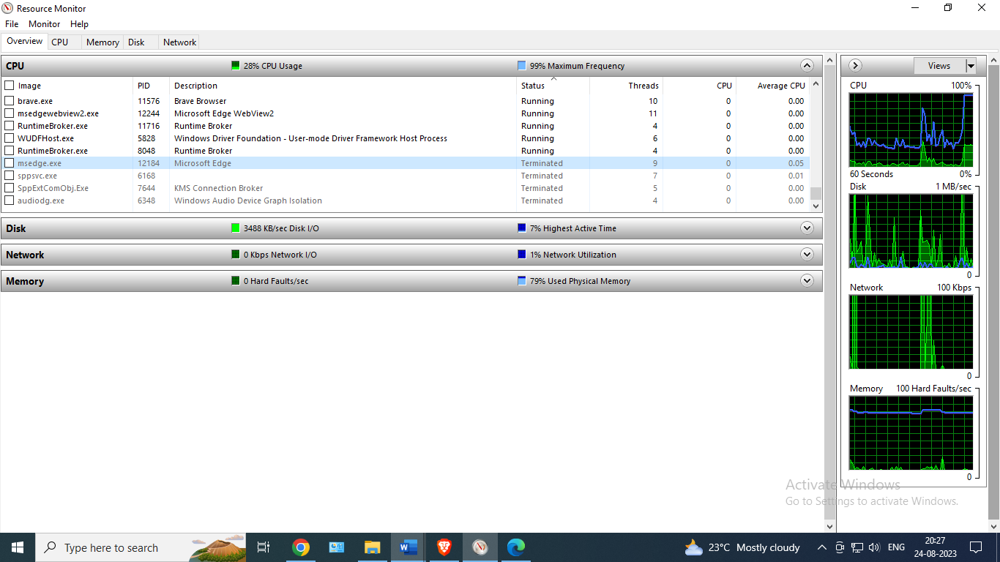 Resource Monitor
File Monitor Help
Overview CPU Memory Disk Network
CPU 28% CPU Usage 99% Maximum Frequency
Image PID Description Status Threads CPU Average CPU
brave.exe 11576 Brave Browser Running 10 0 0.00
msedgewebview2.exe 12244 Microsoft Edge WebView2 Running 11 0 0.00
RuntimeBroker.exe 11716 Runtime Broker Running 4 0 0.00
WUDFHost.exe 5828 Windows Driver Foundation - User-mode Driver Framework Host Process Running 6 0 0.00
RuntimeBroker.exe 8048 Runtime Broker Running 4 0 0.00
msedge.exe 12184 Microsoft Edge Terminated 9 0 0.05
sppsvc.exe 6168 Terminated 7 0 0.01
SppExtComObj.Exe 7644 KMS Connection Broker Terminated 5 0 0.00
audiodg.exe 6348 Windows Audio Device Graph Isolation Terminated 4 0 0.00
Disk 3488 KB/sec Disk I/O 7% Highest Active Time
Network 0 Kbps Network I/O 1% Network Utilization
Memory 0 Hard Faults/sec 79% Used Physical Memory
Views
CPU 100%
60 Seconds 0%
Disk 1 MB/sec
0
Network 100 Kbps
0
Memory 100 Hard Faults/sec
0
Activate Windows
Go to Settings to activate Windows.
Type here to search
W
23°C Mostly cloudy
ENG
20:27
24-08-2023